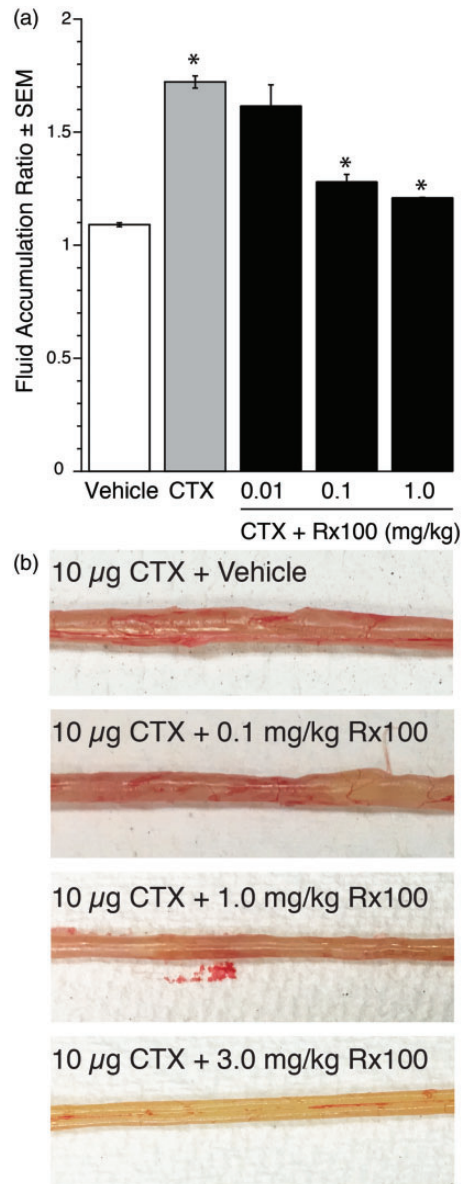 (a)
2
1.5
1
0.5
0
Fluid Accumulation Ratio ± SEM
*
*
*
Vehicle CTX 0.01 0.1 1.0
CTX + Rx100 (mg/kg)
(b)
10 µg CTX + Vehicle
10 µg CTX + 0.1 mg/kg Rx100
10 µg CTX + 1.0 mg/kg Rx100
10 µg CTX + 3.0 mg/kg Rx100